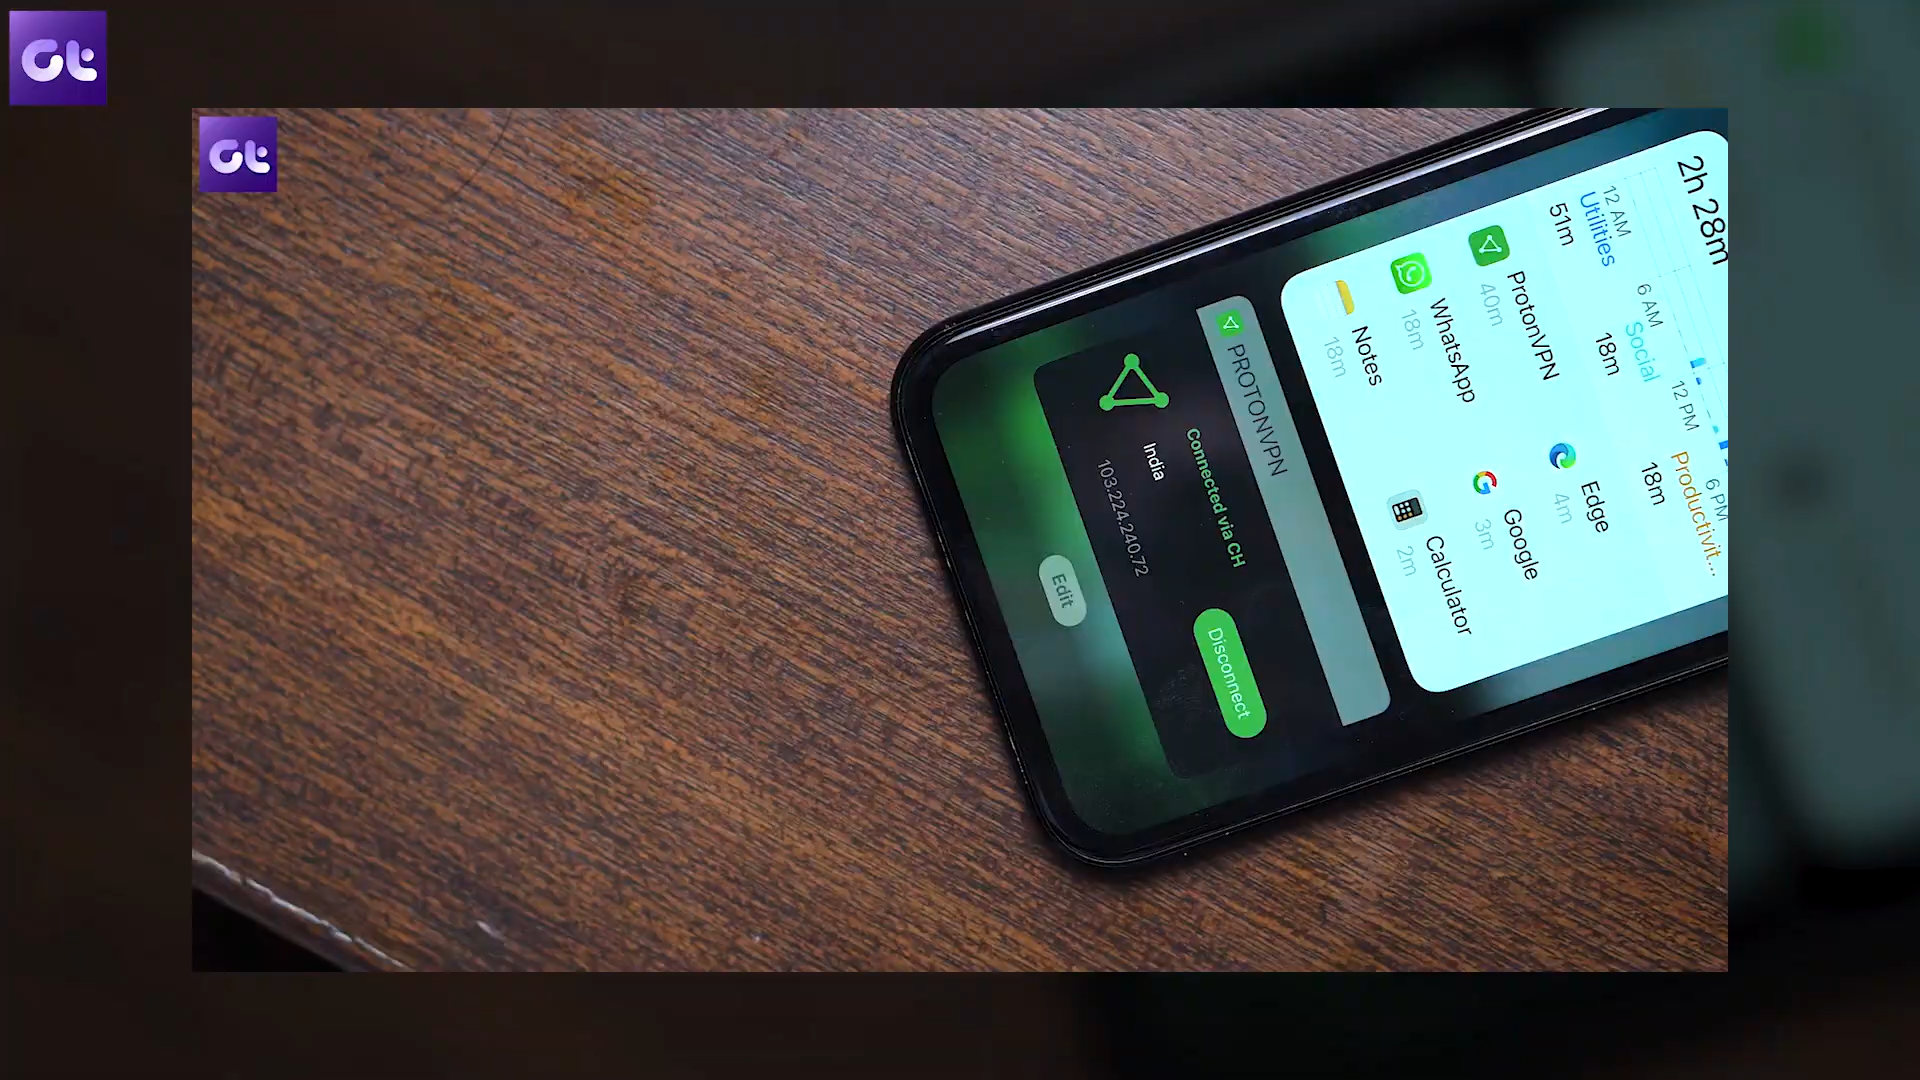 Gt
Gt
2h 28m
12 AM
6 AM
12 PM
6 PM
Utilities
51m
Social
18m
Productivit...
18m
ProtonVPN
40m
Edge
4m
WhatsApp
18m
Google
3m
Notes
18m
Calculator
2m
PROTONVPN
Connected via CH
India
103.224.240.72
Disconnect
Edit